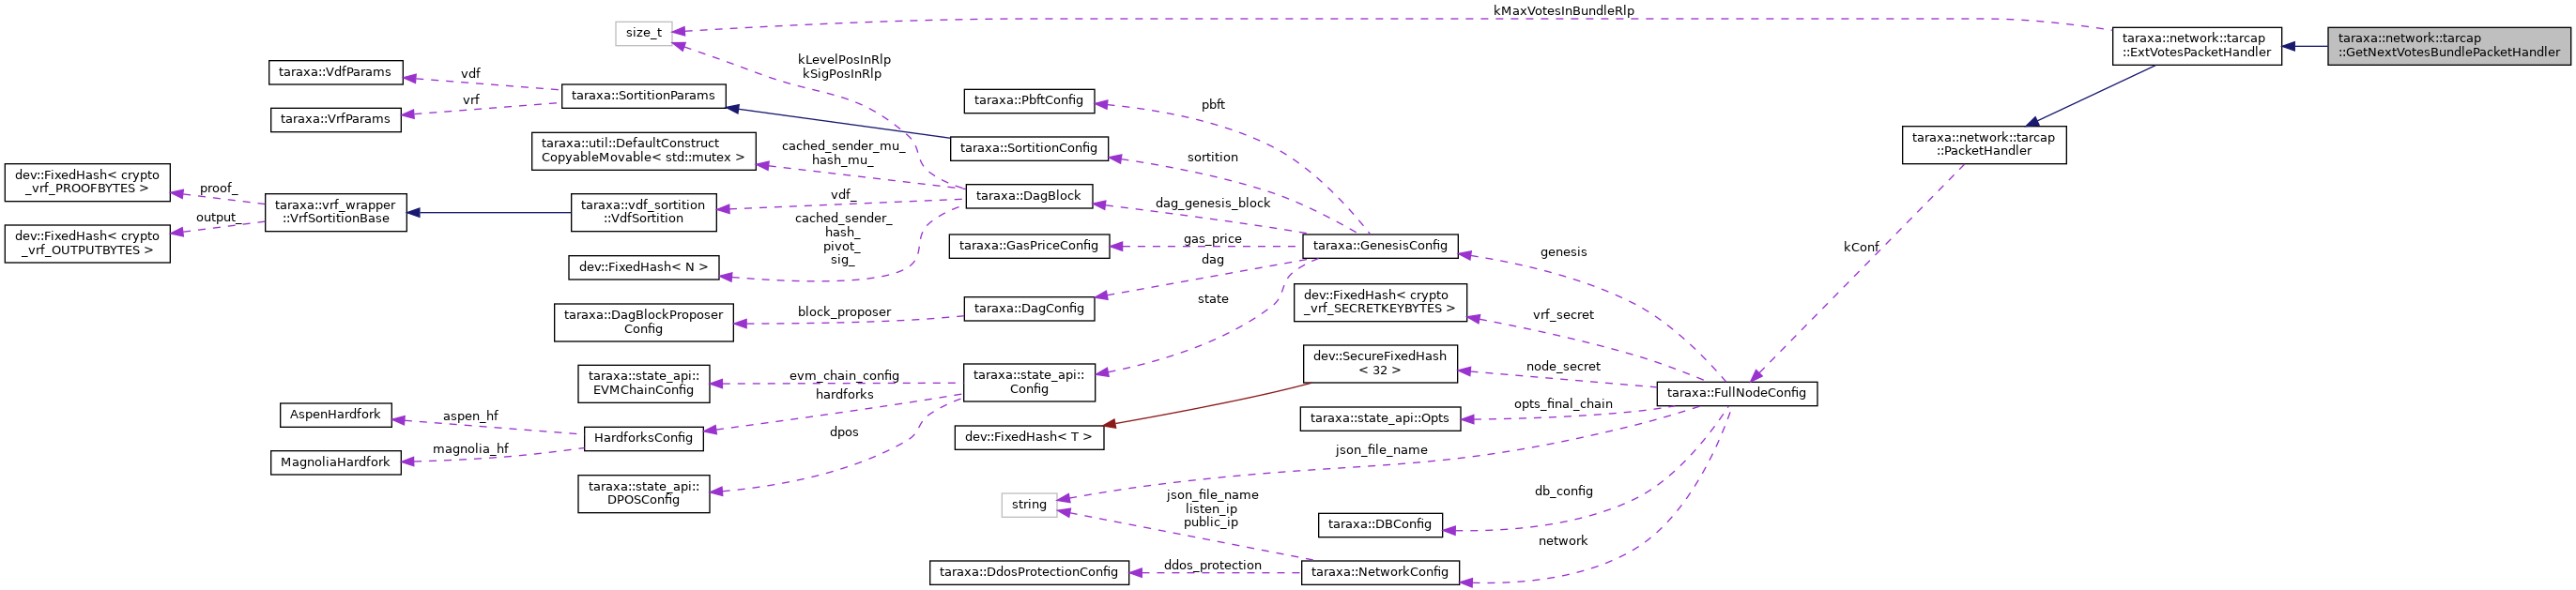 kMaxVotesInBundleRlp
size_t
taraxa::network::tarcap
::ExtVotesPacketHandler
taraxa::network::tarcap
::GetNextVotesBundlePacketHandler
kLevelPosInRlp
kSigPosInRlp
taraxa::VdfParams
vdf
taraxa::SortitionParams
vrf
taraxa::VrfParams
taraxa::PbftConfig
pbft
taraxa::network::tarcap
::PacketHandler
taraxa::util::DefaultConstruct
CopyableMovable< std::mutex >
cached_sender_mu_
hash_mu_
taraxa::SortitionConfig
sortition
dev::FixedHash< crypto
_vrf_PROOFBYTES >
proof_
taraxa::vrf_wrapper
::VrfSortitionBase
output_
dev::FixedHash< crypto
_vrf_OUTPUTBYTES >
taraxa::vdf_sortition
::VdfSortition
vdf_
taraxa::DagBlock
dag_genesis_block
cached_sender_
hash_
pivot_
sig_
dev::FixedHash< N >
taraxa::GasPriceConfig
gas_price
taraxa::GenesisConfig
genesis
kConf
dag
state
taraxa::DagBlockProposer
Config
block_proposer
taraxa::DagConfig
dev::FixedHash< crypto
_vrf_SECRETKEYBYTES >
vrf_secret
taraxa::state_api::
EVMChainConfig
evm_chain_config
hardforks
taraxa::state_api::
Config
dev::SecureFixedHash
< 32 >
node_secret
taraxa::FullNodeConfig
AspenHardfork
aspen_hf
HardforksConfig
dpos
magnolia_hf
MagnoliaHardfork
dev::FixedHash< T >
taraxa::state_api::Opts
opts_final_chain
json_file_name
taraxa::state_api::
DPOSConfig
string
json_file_name
listen_ip
public_ip
db_config
taraxa::DBConfig
network
taraxa::DdosProtectionConfig
ddos_protection
taraxa::NetworkConfig